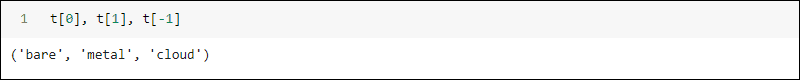 1 t[0], t[1], t[-1]
('bare', 'metal', 'cloud')